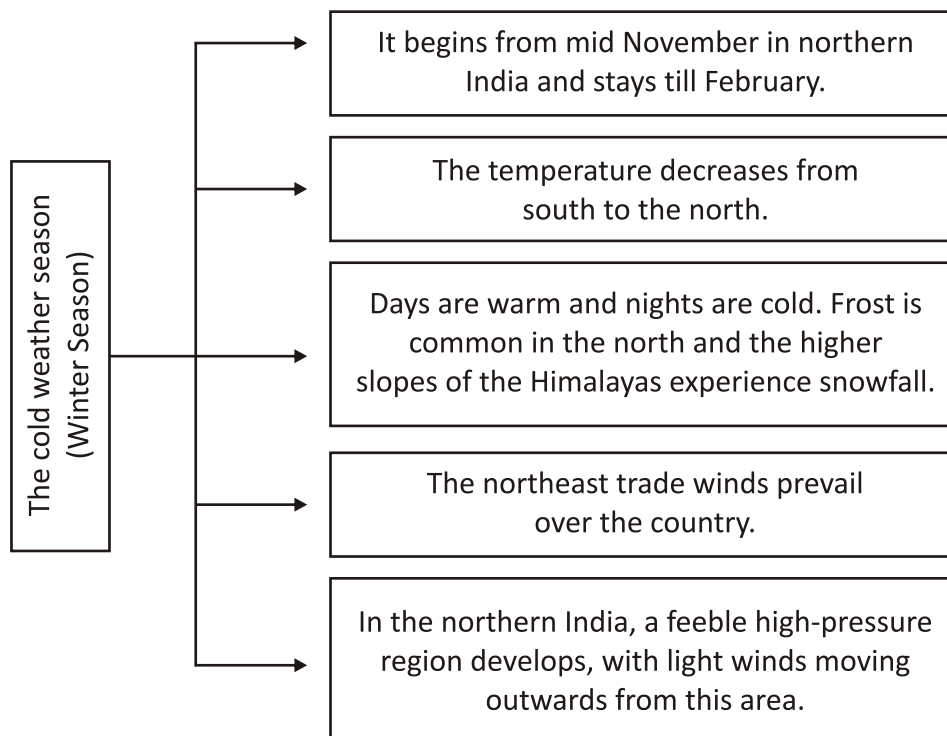 The cold weather season
(Winter Season)
It begins from mid November in northern
India and stays till February.
The temperature decreases from
south to the north.
Days are warm and nights are cold. Frost is
common in the north and the higher
slopes of the Himalayas experience snowfall.
The northeast trade winds prevail
over the country.
In the northern India, a feeble high-pressure
region develops, with light winds moving
outwards from this area.